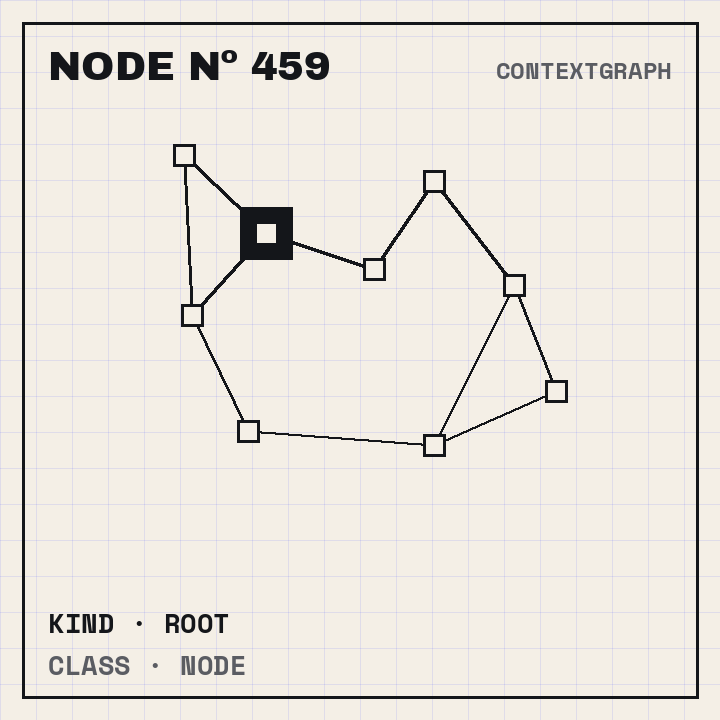 NODE Nº 459
CONTEXTGRAPH
KIND · ROOT
CLASS · NODE